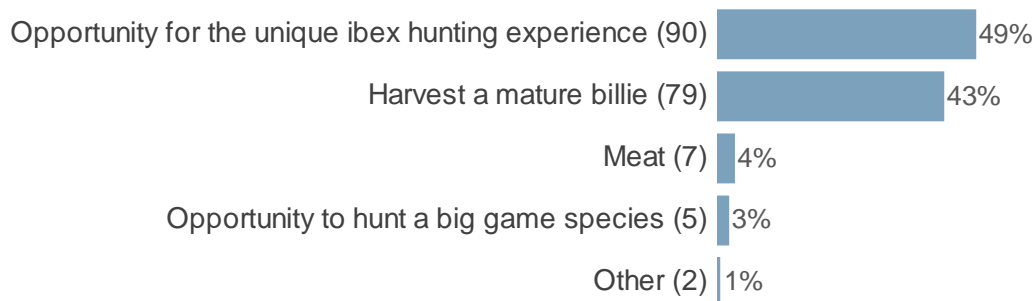 Opportunity for the unique ibex hunting experience (90) 49%
Harvest a mature billie (79) 43%
Meat (7) 4%
Opportunity to hunt a big game species (5) 3%
Other (2) 1%